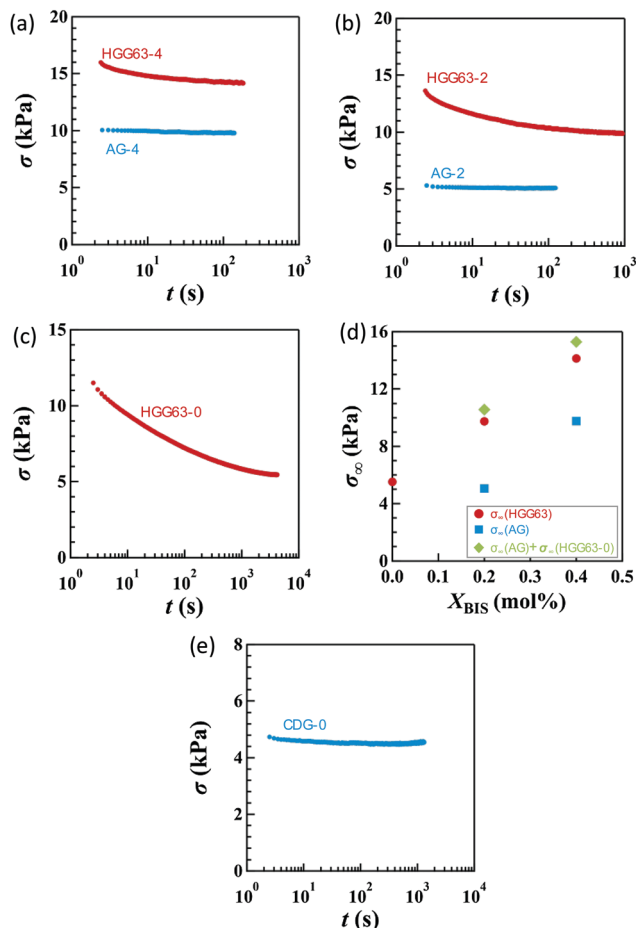 (a)
20
15
10
5
0
σ (kPa)
HGG63-4
AG-4
10⁰ 10¹ 10² 10³
t (s)
(b)
20
15
10
5
0
σ (kPa)
HGG63-2
AG-2
10⁰ 10¹ 10² 10³
t (s)
(c)
15
10
5
0
σ (kPa)
HGG63-0
10⁰ 10¹ 10² 10³ 10⁴
t (s)
(d)
16
12
8
4
0
σ∞ (kPa)
σ∞(HGG63)
σ∞(AG)
σ∞(AG)+ σ∞(HGG63-0)
0.0 0.1 0.2 0.3 0.4 0.5
XBIS (mol%)
(e)
8
6
4
2
0
σ (kPa)
CDG-0
10⁰ 10¹ 10² 10³ 10⁴
t (s)